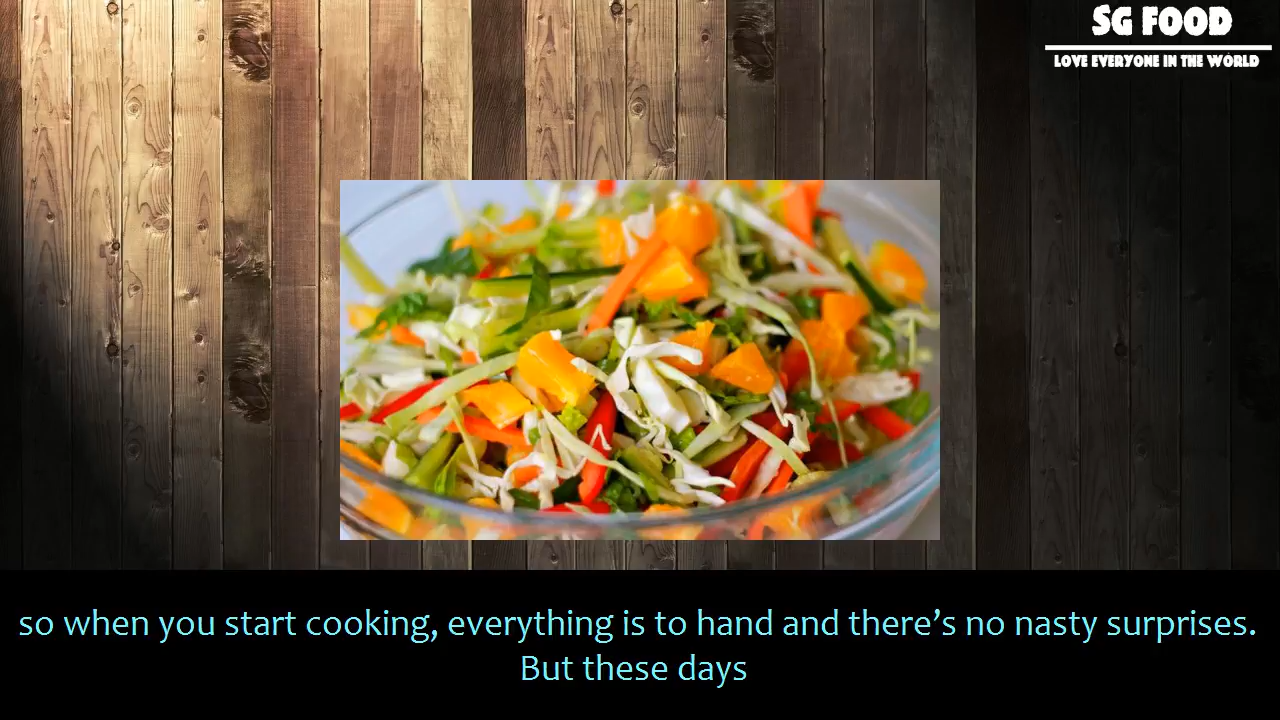 SG FOOD
LOVE EVERYONE IN THE WORLD
so when you start cooking, everything is to hand and there’s no nasty surprises.
But these days